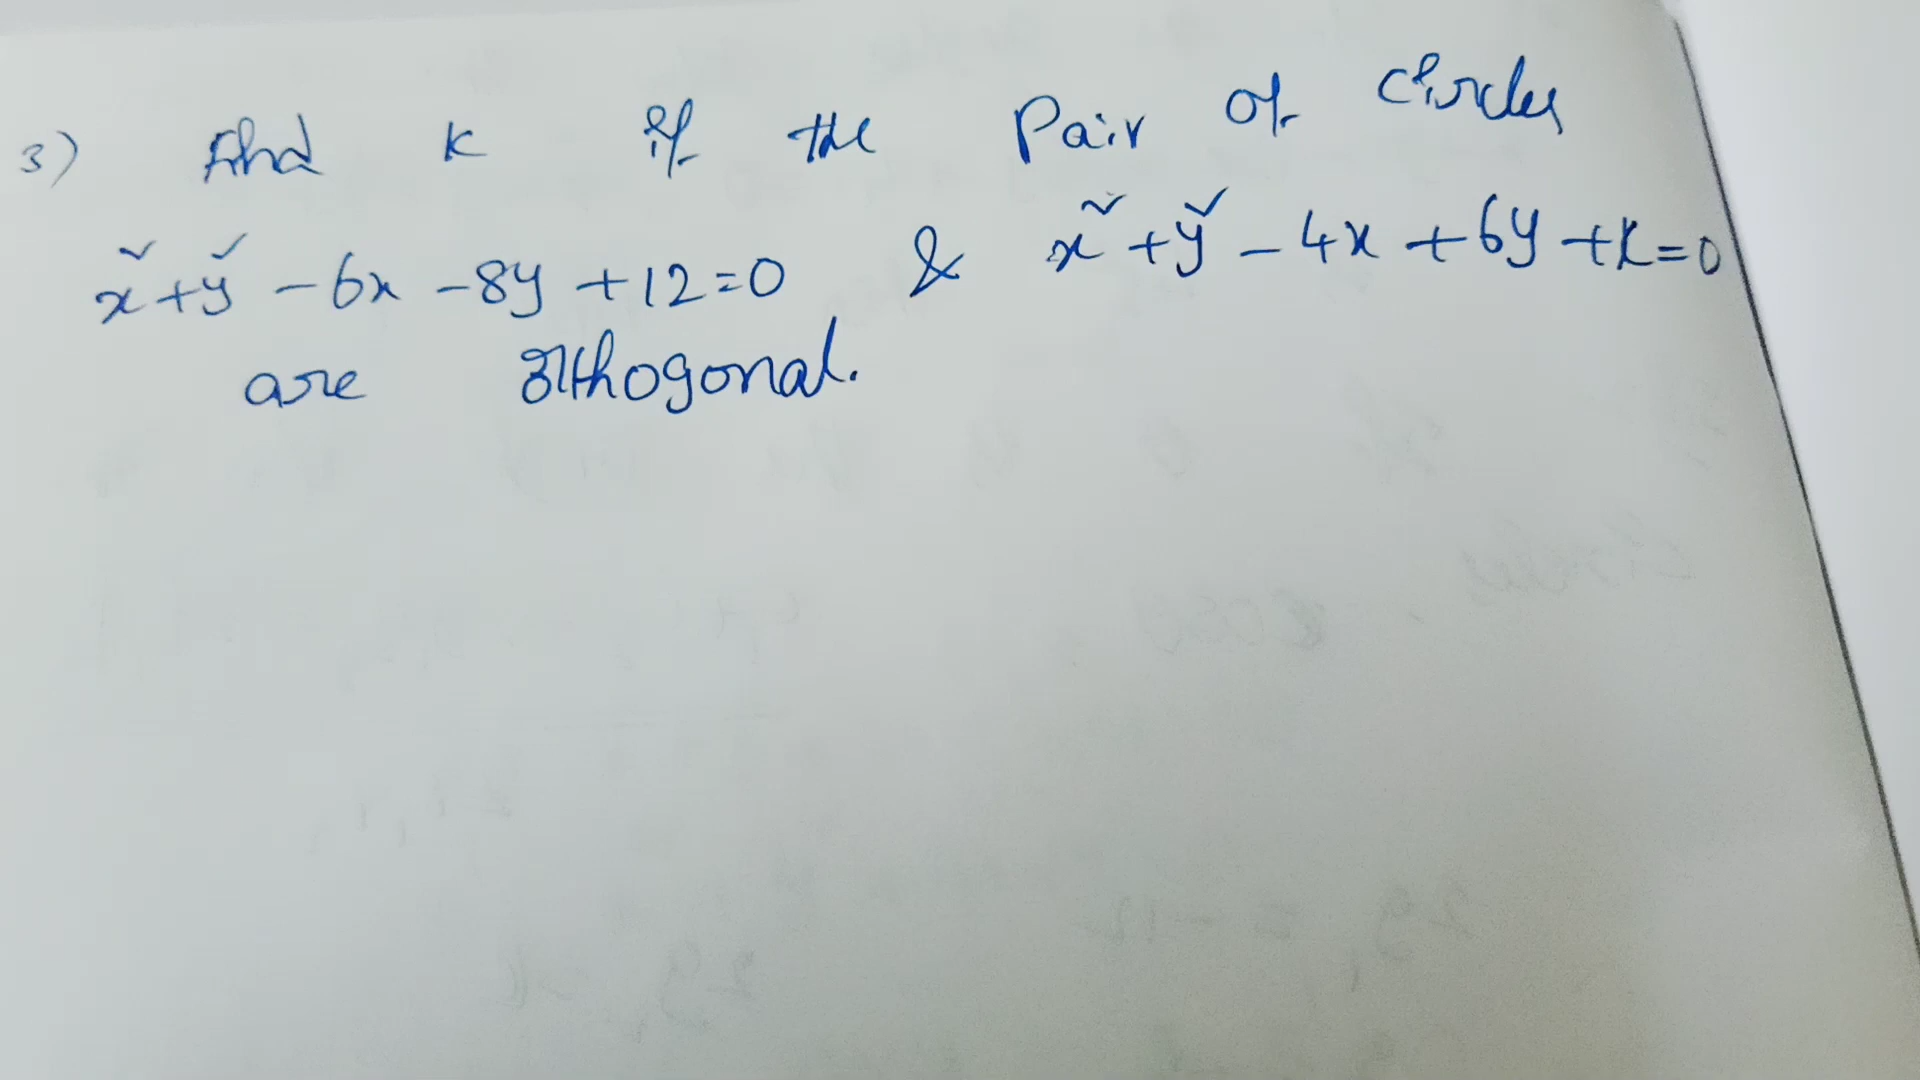 3) Find k if the Pair of circles
x²+y² -6x -8y +12=0 & x²+y² -4x +6y +k=0
are orthogonal.